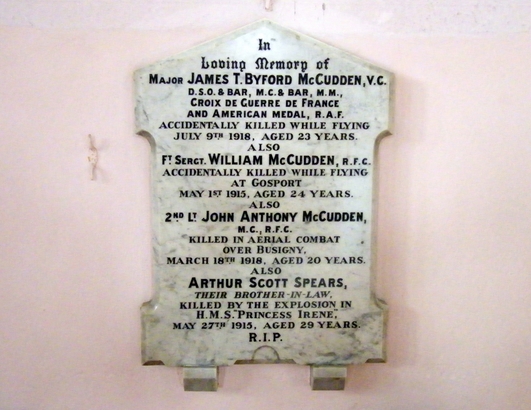 In
Loving Memory of
Major James T. Byford McCudden, V.C.
D.S.O. & Bar, M.C. & Bar, M.M.,
Croix de Guerre de France
and American Medal, R.A.F.
Accidentally killed while flying
July 9th 1918, aged 23 years.
Also
Ft Sergt. William McCudden, R.F.C.
Accidentally killed while flying
at Gosport
May 1st 1915, aged 24 years.
Also
2nd Lt John Anthony McCudden,
M.C., R.F.C.
Killed in aerial combat
over Busigny,
March 18th 1918, aged 20 years.
Also
Arthur Scott Spears,
their brother-in-law,
killed by the explosion in
H.M.S. "Princess Irene,"
May 27th 1915, aged 29 years.
R.I.P.